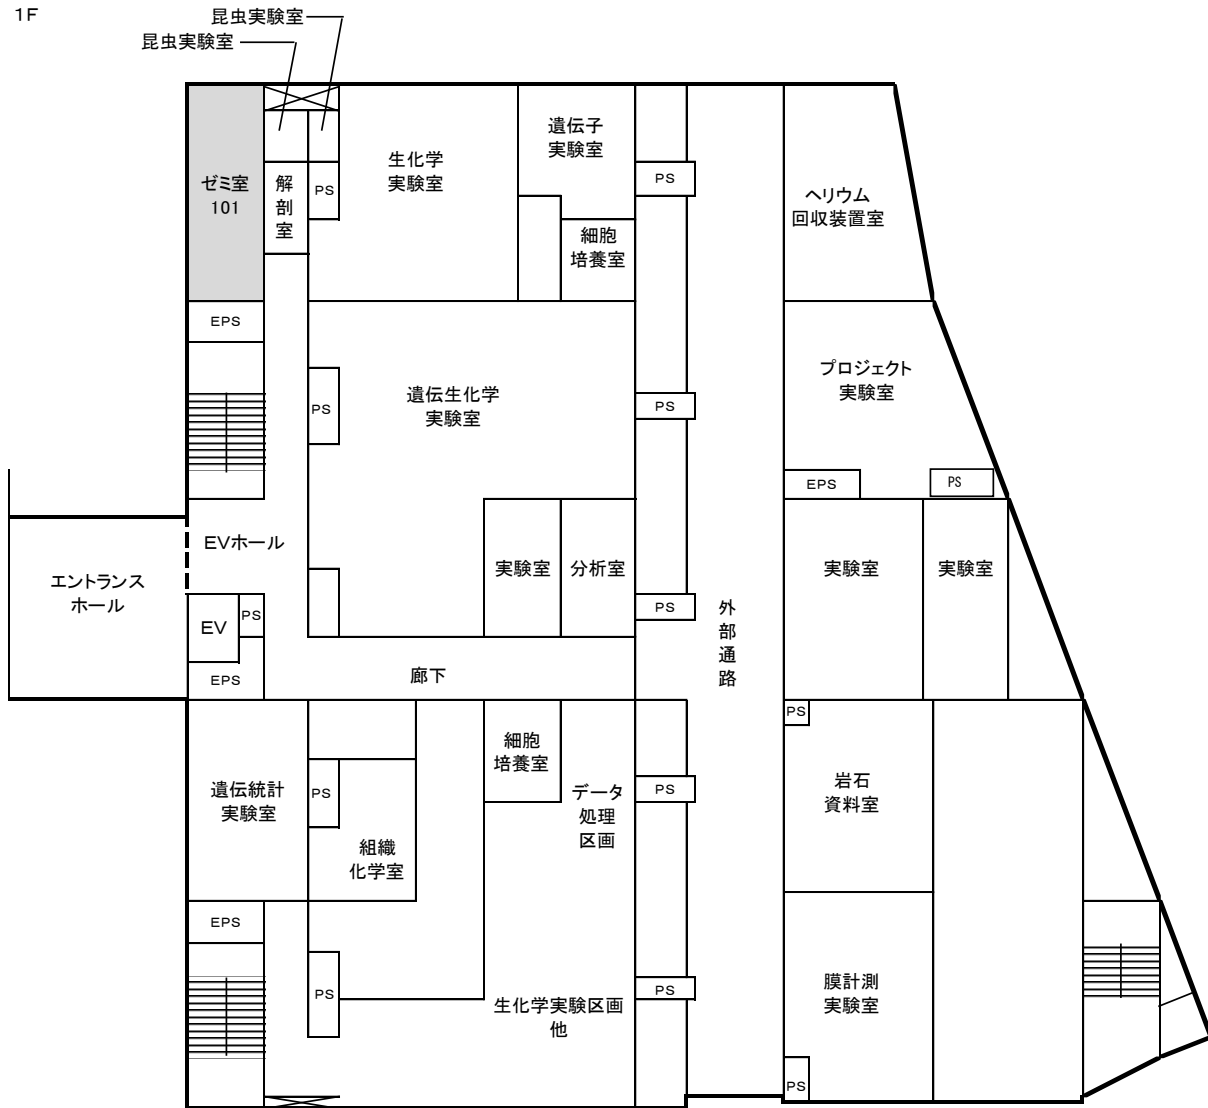 1F
昆虫実験室
昆虫実験室
ゼミ室
101
解
剖
室
PS
生化学
実験室
遺伝子
実験室
細胞
培養室
PS
ヘリウム
回収装置室
EPS
PS
遺伝生化学
実験室
PS
プロジェクト
実験室
EPS
PS
EVホール
エントランス
ホール
EV
PS
EPS
実験室
分析室
PS
外
部
通
路
実験室
実験室
廊下
遺伝統計
実験室
PS
組織
化学室
細胞
培養室
データ
処理
区画
PS
PS
岩石
資料室
EPS
PS
生化学実験区画
他
PS
膜計測
実験室
PS